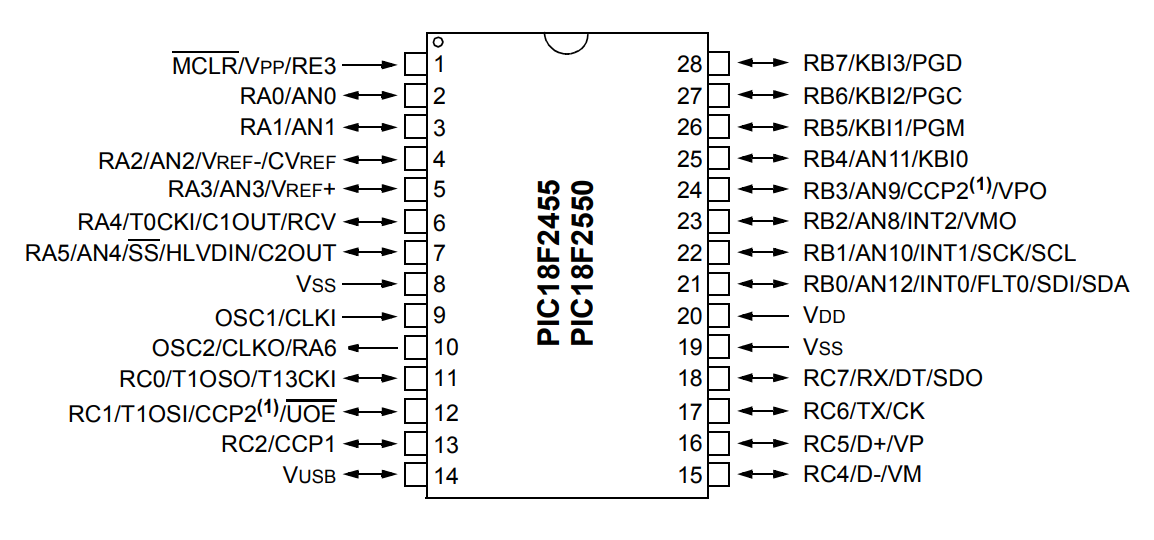 MCLR/VPP/RE3 1
RA0/AN0 2
RA1/AN1 3
RA2/AN2/VREF-/CVREF 4
RA3/AN3/VREF+ 5
RA4/T0CKI/C1OUT/RCV 6
RA5/AN4/SS/HLVDIN/C2OUT 7
VSS 8
OSC1/CLKI 9
OSC2/CLKO/RA6 10
RC0/T1OSO/T13CKI 11
RC1/T1OSI/CCP2(1)/UOE 12
RC2/CCP1 13
VUSB 14
PIC18F2455
PIC18F2550
28 RB7/KBI3/PGD
27 RB6/KBI2/PGC
26 RB5/KBI1/PGM
25 RB4/AN11/KBI0
24 RB3/AN9/CCP2(1)/VPO
23 RB2/AN8/INT2/VMO
22 RB1/AN10/INT1/SCK/SCL
21 RB0/AN12/INT0/FLT0/SDI/SDA
20 VDD
19 VSS
18 RC7/RX/DT/SDO
17 RC6/TX/CK
16 RC5/D+/VP
15 RC4/D-/VM